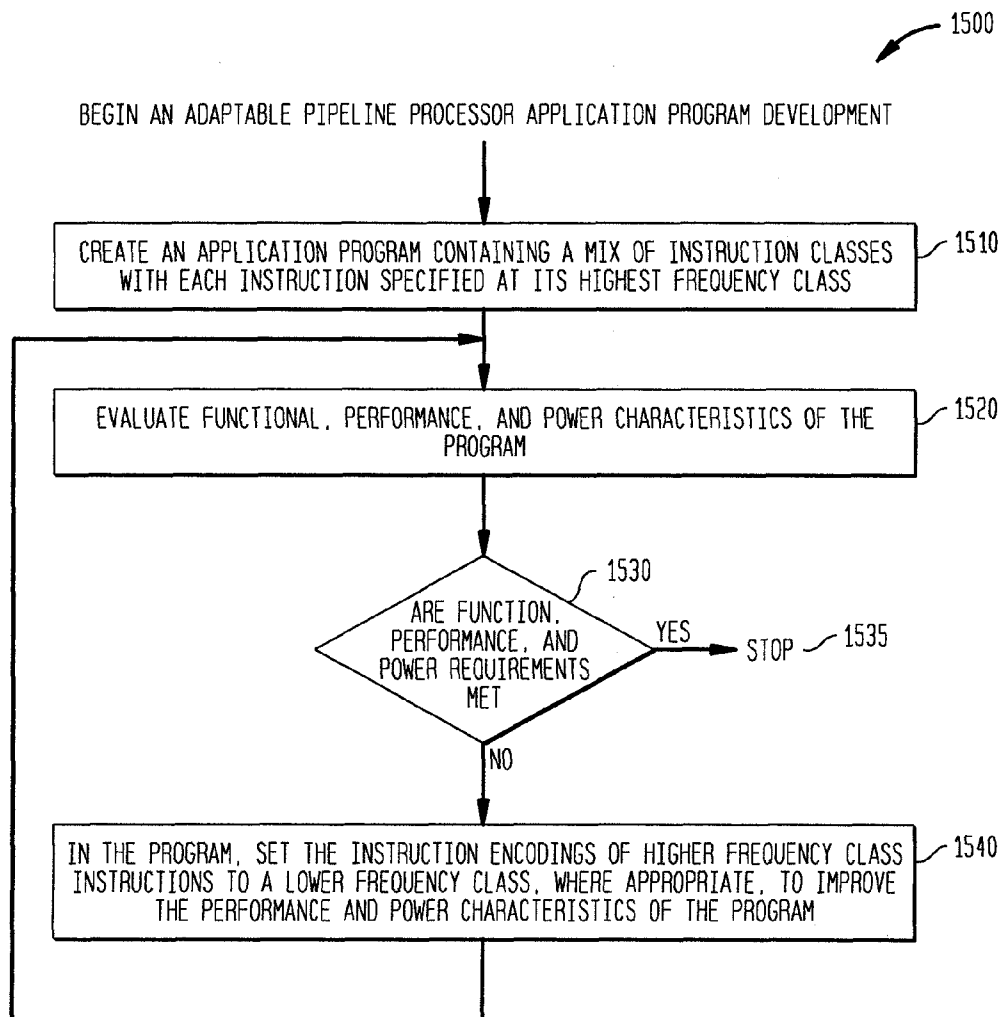 1500
BEGIN AN ADAPTABLE PIPELINE PROCESSOR APPLICATION PROGRAM DEVELOPMENT
CREATE AN APPLICATION PROGRAM CONTAINING A MIX OF INSTRUCTION CLASSES
WITH EACH INSTRUCTION SPECIFIED AT ITS HIGHEST FREQUENCY CLASS
1510
EVALUATE FUNCTIONAL, PERFORMANCE, AND POWER CHARACTERISTICS OF THE
PROGRAM
1520
1530
ARE FUNCTION,
PERFORMANCE, AND
POWER REQUIREMENTS
MET
YES
STOP
1535
NO
IN THE PROGRAM, SET THE INSTRUCTION ENCODINGS OF HIGHER FREQUENCY CLASS
INSTRUCTIONS TO A LOWER FREQUENCY CLASS, WHERE APPROPRIATE, TO IMPROVE
THE PERFORMANCE AND POWER CHARACTERISTICS OF THE PROGRAM
1540